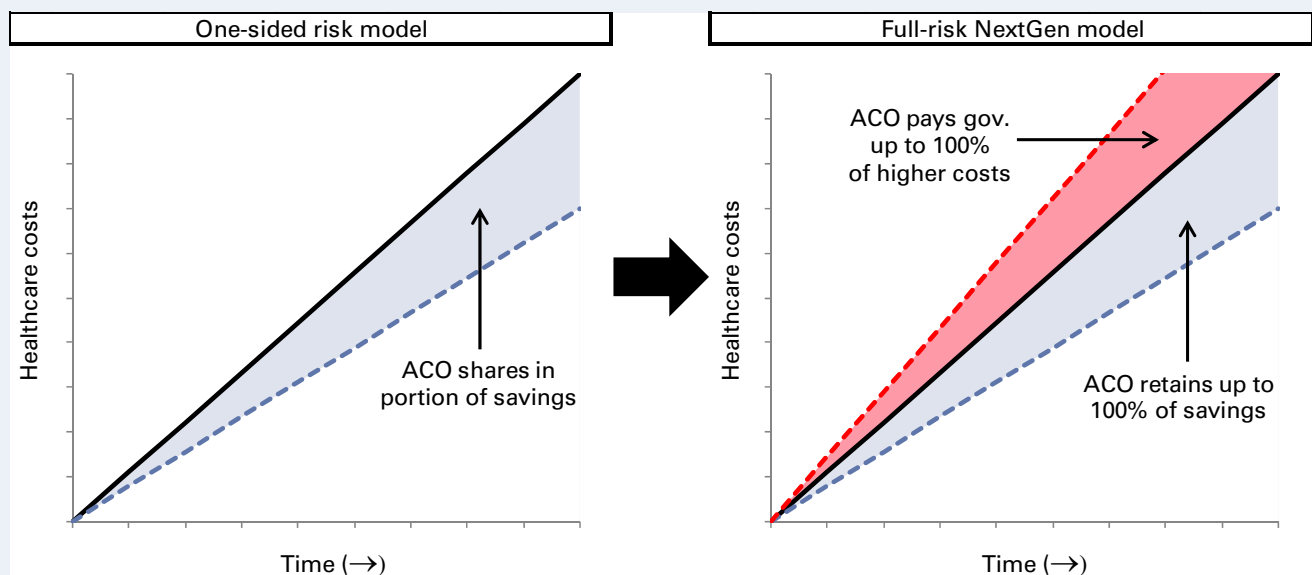 One-sided risk model
Healthcare costs
ACO shares in
portion of savings
Time (→)
Full-risk NextGen model
Healthcare costs
ACO pays gov.
up to 100%
of higher costs
ACO retains up to
100% of savings
Time (→)